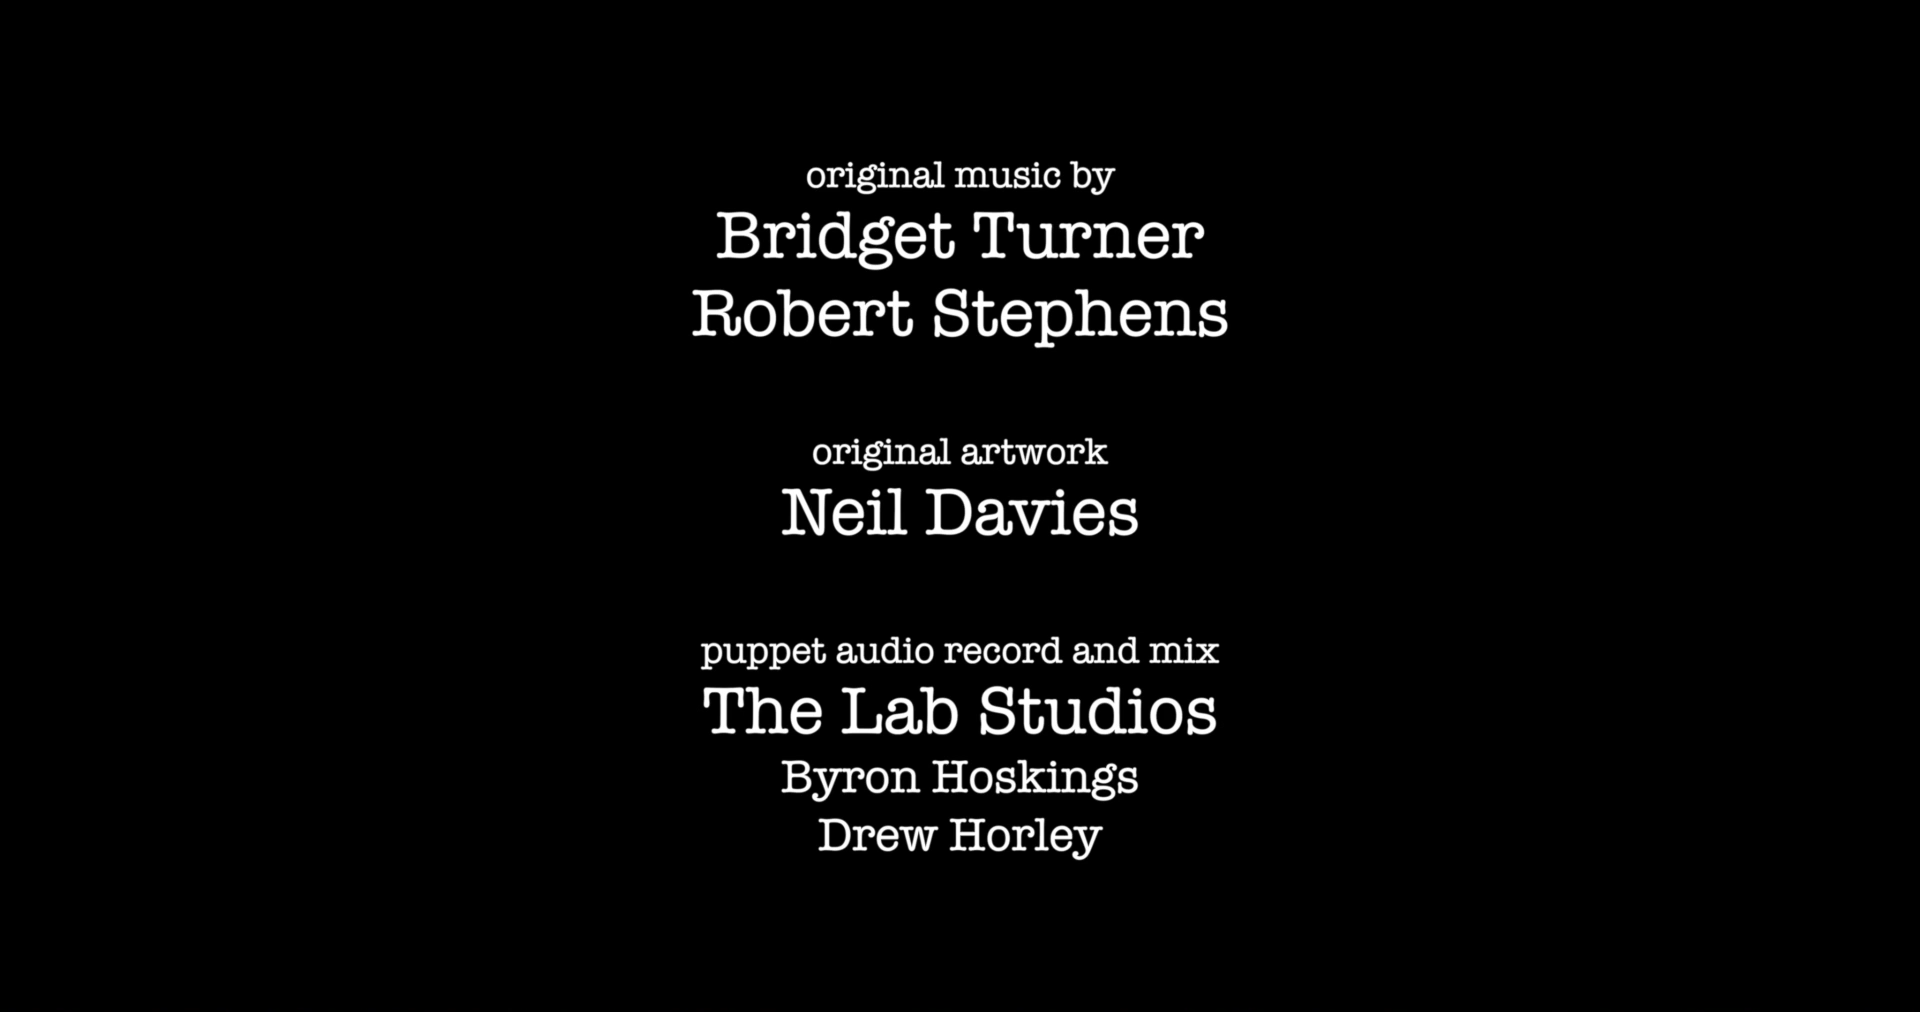 original music by
Bridget Turner
Robert Stephens
original artwork
Neil Davies
puppet audio record and mix
The Lab Studios
Byron Hoskings
Drew Horley